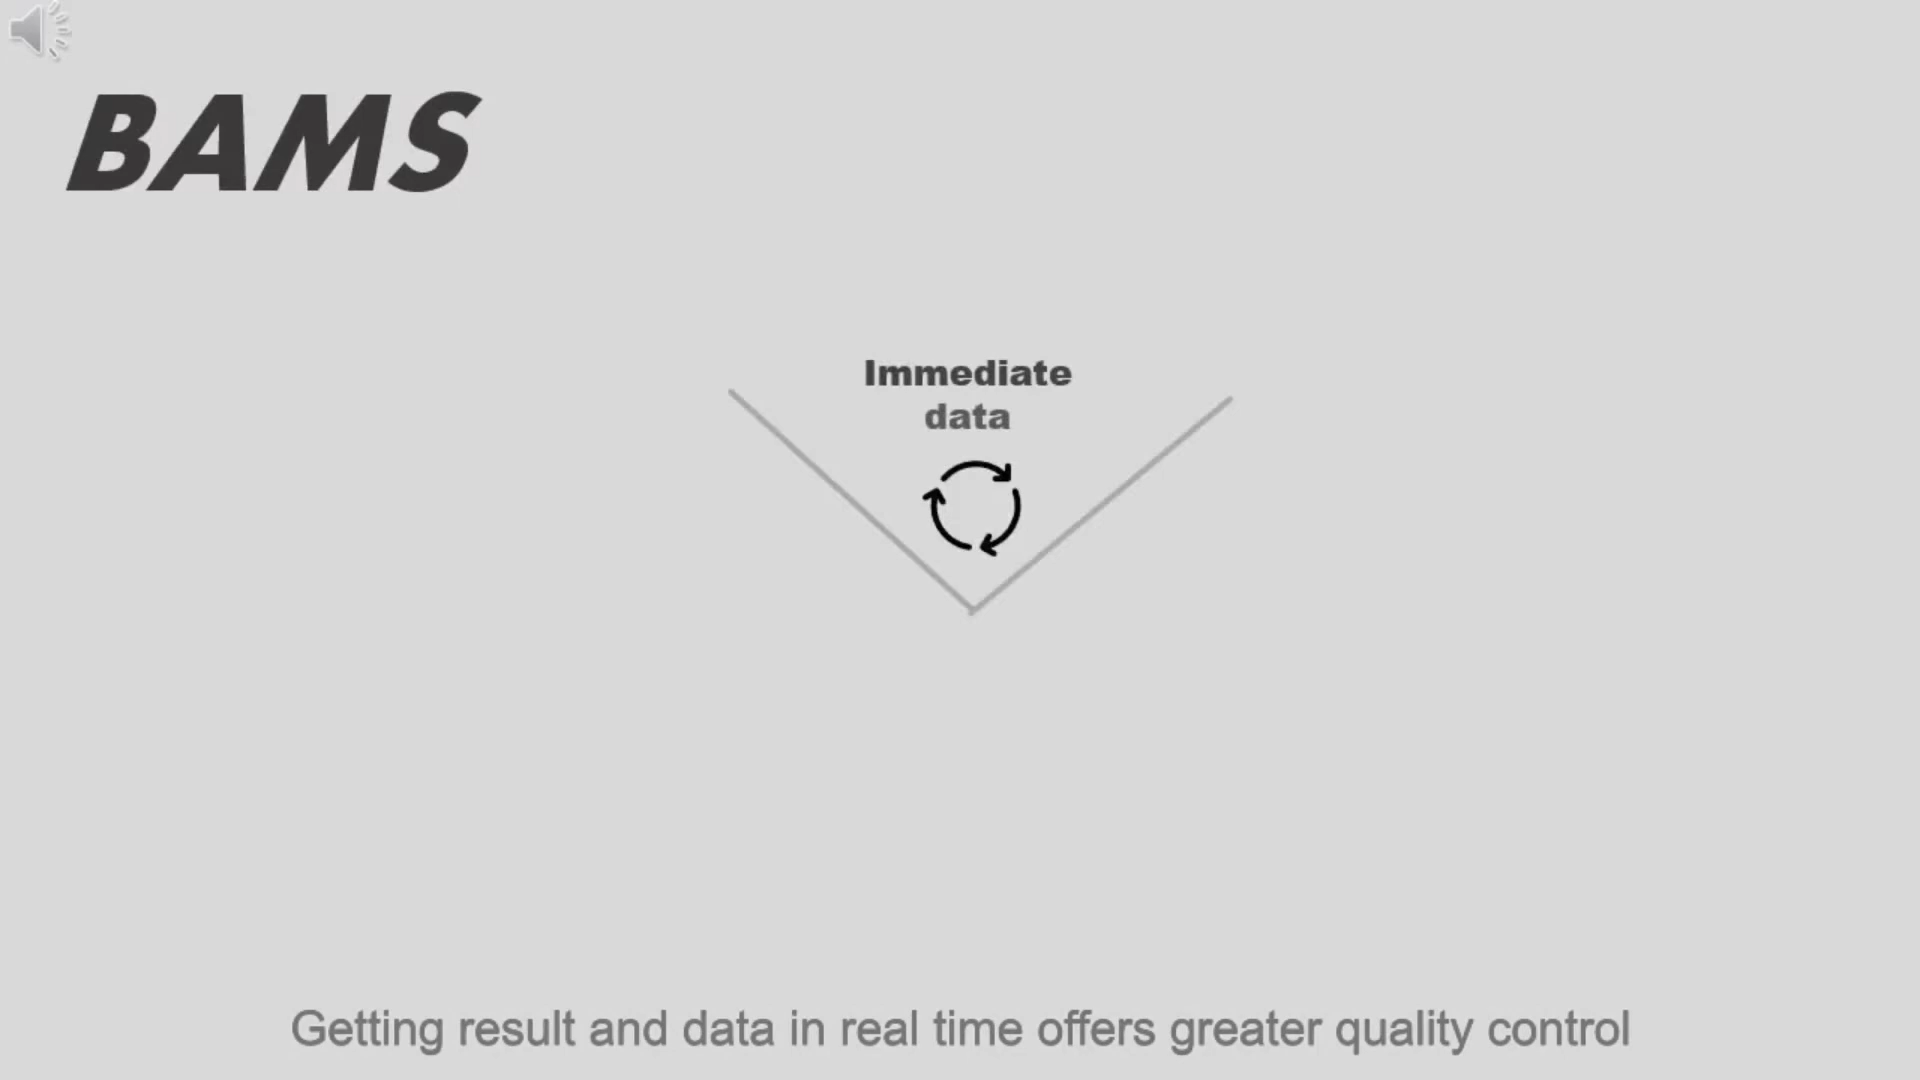 BAMS
Immediate
data
Getting result and data in real time offers greater quality control